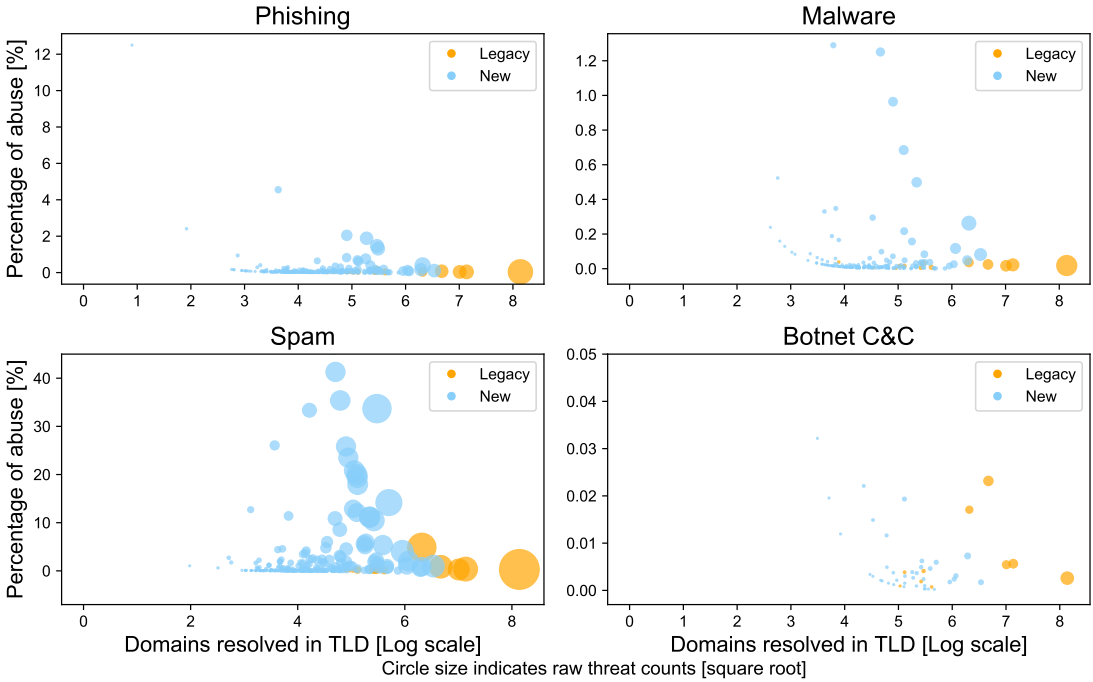 Phishing
Percentage of abuse [%]
12
10
8
6
4
2
0
Legacy
New
0 1 2 3 4 5 6 7 8
Malware
1.2
1.0
0.8
0.6
0.4
0.2
0.0
Legacy
New
0 1 2 3 4 5 6 7 8
Spam
Percentage of abuse [%]
40
30
20
10
0
Legacy
New
0 1 2 3 4 5 6 7 8
Domains resolved in TLD [Log scale]
Botnet C&C
0.05
0.04
0.03
0.02
0.01
0.00
Legacy
New
0 1 2 3 4 5 6 7 8
Domains resolved in TLD [Log scale]
Circle size indicates raw threat counts [square root]